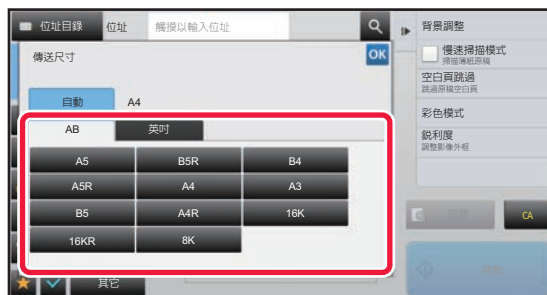 位址目錄 位址 觸摸以輸入位址
傳送尺寸 OK
自動 A4
AB 英吋
A5 B5R B4
A5R A4 A3
B5 A4R 16K
16KR 8K
其它
背景調整
慢速掃描模式
掃描薄紙原稿
空白頁跳過
跳過原稿空白頁
彩色模式
銳利度
調整影像外框
CA